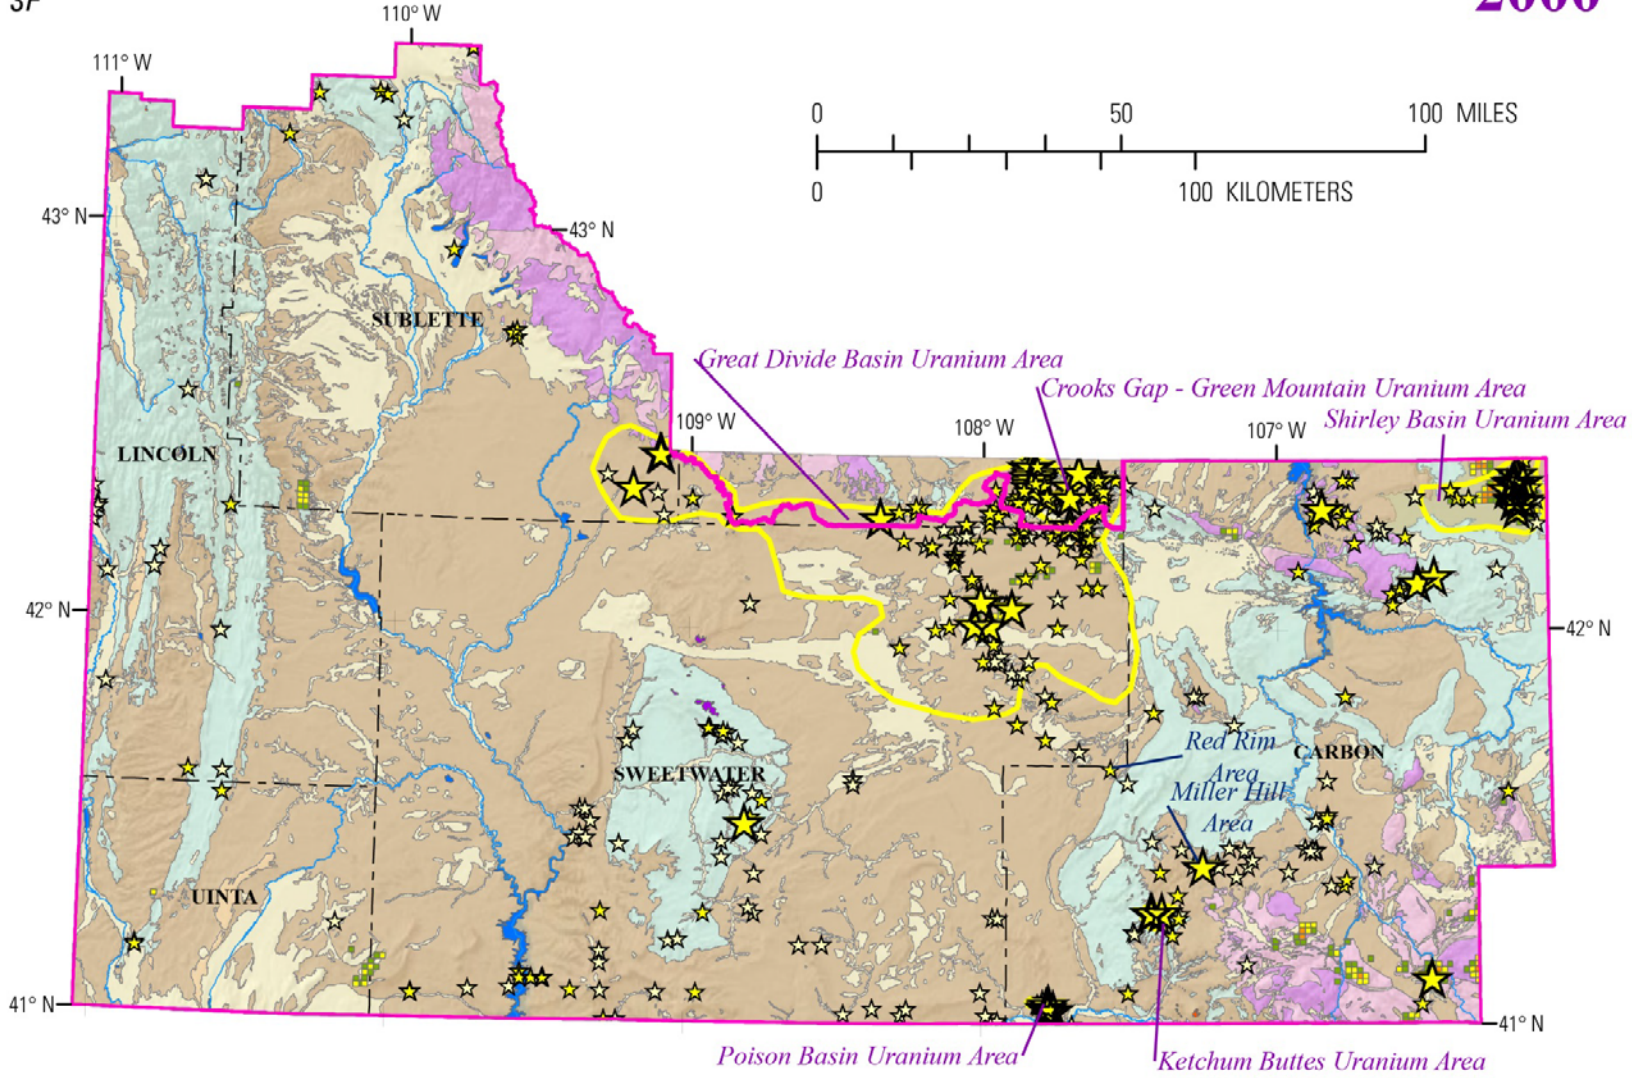 110° W
111° W
0 50 100 MILES
0 100 KILOMETERS
43° N
43° N
SUBLETTE
Great Divide Basin Uranium Area
Crooks Gap - Green Mountain Uranium Area
Shirley Basin Uranium Area
109° W
108° W
107° W
LINCOLN
42° N
42° N
Red Rim
Area
CARBON
SWEETWATER
Miller Hill
Area
UINTA
41° N
41° N
Poison Basin Uranium Area
Ketchum Buttes Uranium Area